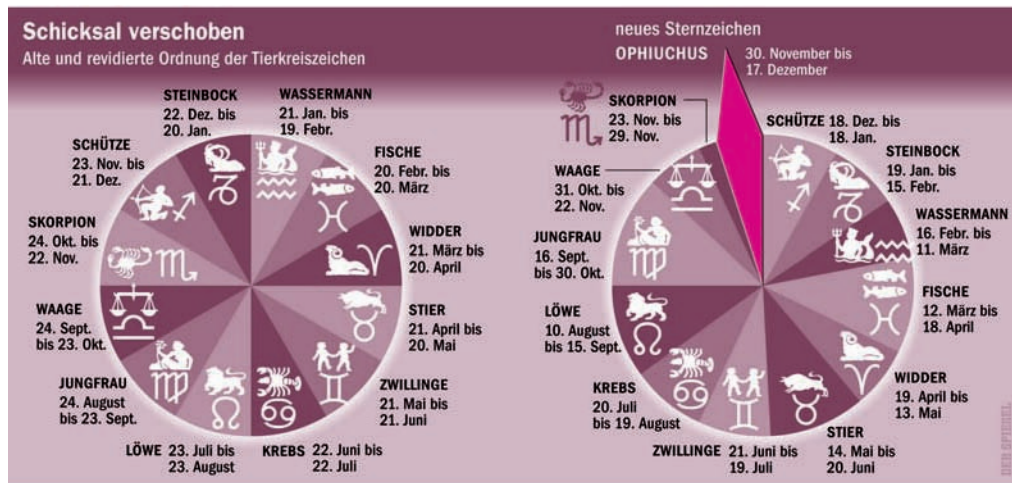 Schicksal verschoben
Alte und revidierte Ordnung der Tierkreiszeichen
STEINBOCK
22. Dez. bis
20. Jan.
WASSERMANN
21. Jan. bis
19. Febr.
FISCHE
20. Febr. bis
20. März
WIDDER
21. März bis
20. April
STIER
21. April bis
20. Mai
ZWILLINGE
21. Mai bis
21. Juni
KREBS 22. Juni bis
22. Juli
LÖWE 23. Juli bis
23. August
JUNGFRAU
24. August
bis 23. Sept.
WAAGE
24. Sept.
bis 23. Okt.
SKORPION
24. Okt. bis
22. Nov.
SCHÜTZE
23. Nov. bis
21. Dez.
neues Sternzeichen
OPHIUCHUS
30. November bis
17. Dezember
SCHÜTZE 18. Dez. bis
18. Jan.
STEINBOCK
19. Jan. bis
15. Febr.
WASSERMANN
16. Febr. bis
11. März
FISCHE
12. März bis
18. April
WIDDER
19. April bis
13. Mai
STIER
14. Mai bis
20. Juni
ZWILLINGE 21. Juni bis
19. Juli
KREBS
20. Juli
bis 19. August
LÖWE
10. August
bis 15. Sept.
JUNGFRAU
16. Sept.
bis 30. Okt.
WAAGE
31. Okt. bis
22. Nov.
SKORPION
23. Nov. bis
29. Nov.
DER SPIEGEL